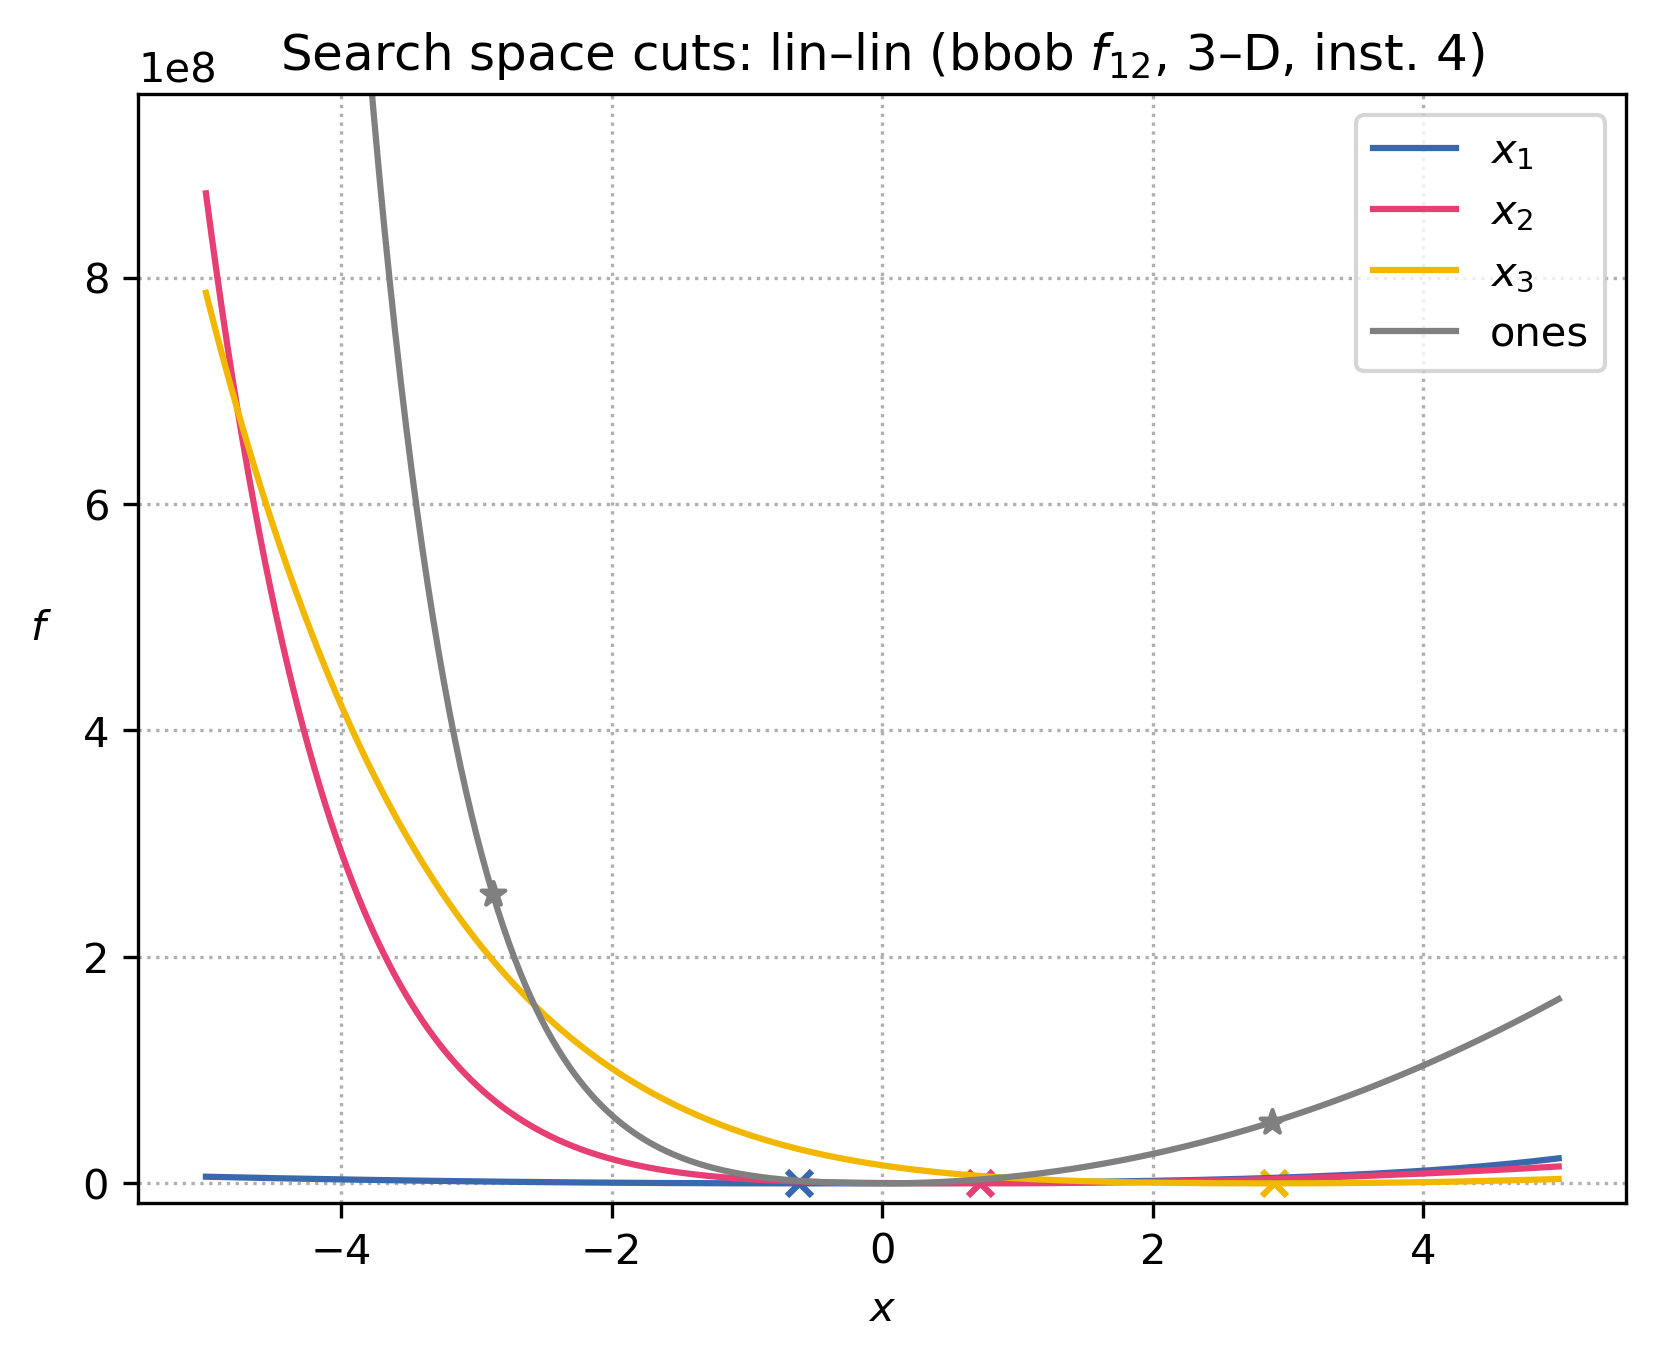 Search space cuts: lin–lin (bbob f₁₂, 3–D, inst. 4)
1e8
x₁
x₂
x₃
ones
8
6
4
2
0
f
−4
−2
0
2
4
x